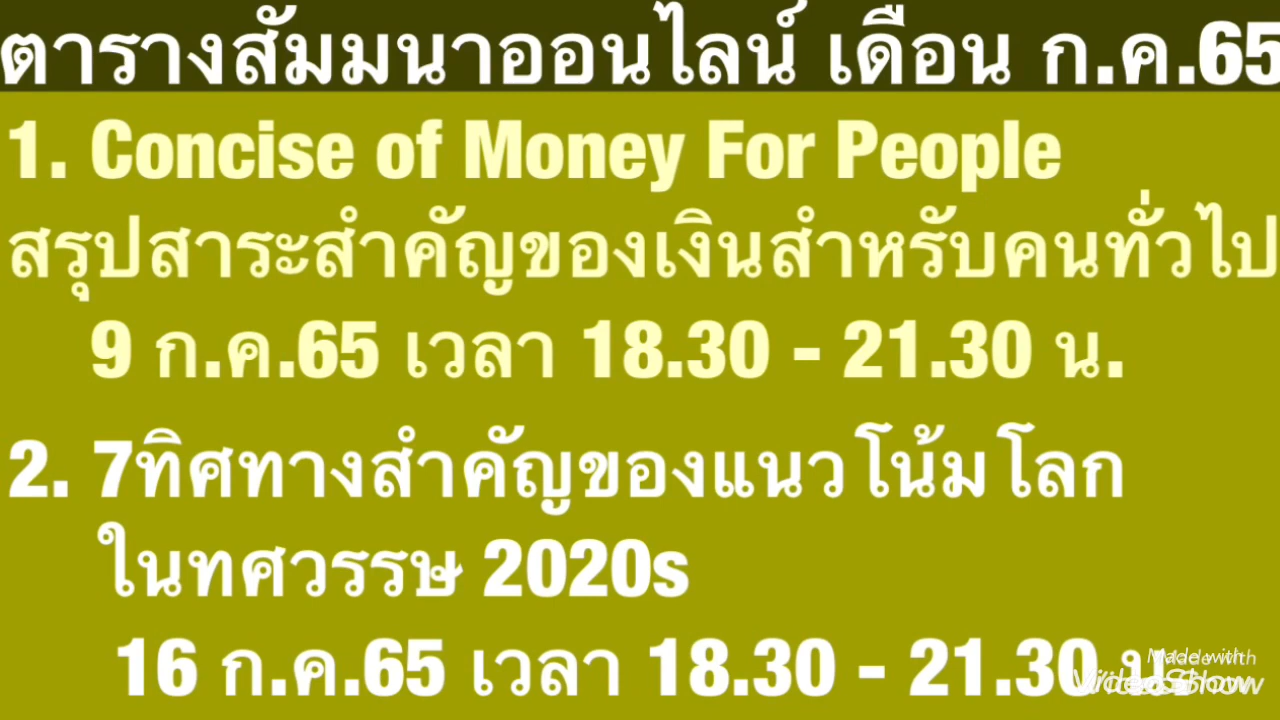 ตารางสัมมนาออนไลน์ เดือน ก.ค.65
1. Concise of Money For People
สรุปสาระสำคัญของเงินสำหรับคนทั่วไป
9 ก.ค.65 เวลา 18.30 - 21.30 น.
2. 7ทิศทางสำคัญของแนวโน้มโลก
ในทศวรรษ 2020s
16 ก.ค.65 เวลา 18.30 - 21.30 น.
Made with
VideoShow